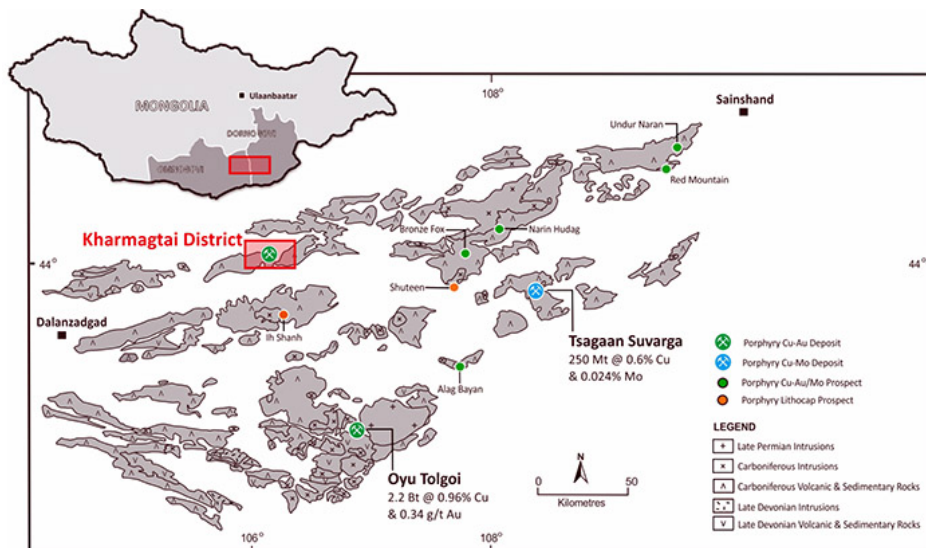 MONGOLIA
Ulaanbaatar
DORNOGOVI
OMNOGOVI
108°
Sainshand
Undur Naran
Red Mountain
Bronze Fox
Narin Hudag
Kharmagtai District
44°
44°
Shuteen
Dalanzadgad
Ih Shanh
Tsagaan Suvarga
250 Mt @ 0.6% Cu
& 0.024% Mo
Alag Bayan
Oyu Tolgoi
2.2 Bt @ 0.96% Cu
& 0.34 g/t Au
Porphyry Cu-Au Deposit
Porphyry Cu-Mo Deposit
Porphyry Cu-Au/Mo Prospect
Porphyry Lithocap Prospect
LEGEND
Late Permian Intrusions
Carboniferous Intrusions
Carboniferous Volcanic & Sedimentary Rocks
Late Devonian Intrusions
Late Devonian Volcanic & Sedimentary Rocks
N
0 50
Kilometres
106°
108°